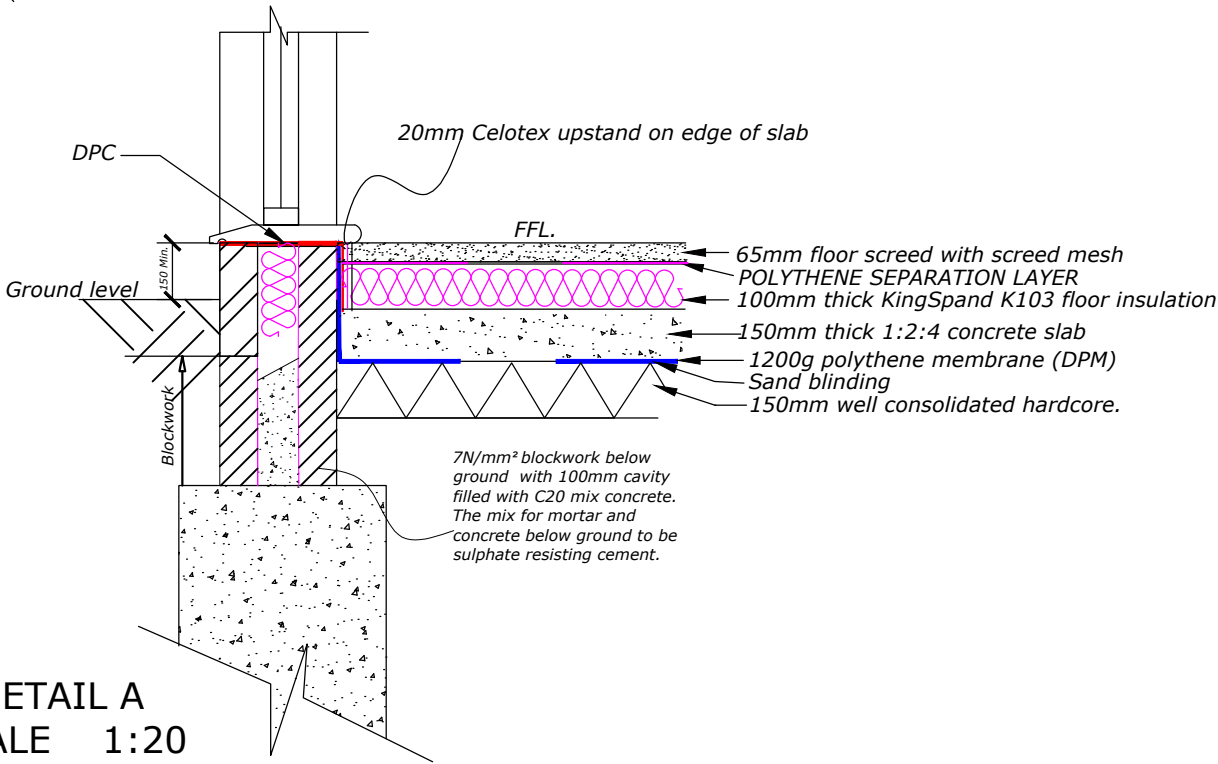 20mm Celotex upstand on edge of slab
DPC
FFL.
65mm floor screed with screed mesh
POLYTHENE SEPARATION LAYER
150 Min.
Ground level
100mm thick KingSpand K103 floor insulation
150mm thick 1:2:4 concrete slab
1200g polythene membrane (DPM)
Sand blinding
150mm well consolidated hardcore.
Blockwork
7N/mm² blockwork below
ground with 100mm cavity
filled with C20 mix concrete.
The mix for mortar and
concrete below ground to be
sulphate resisting cement.
ETAIL A
ALE 1:20